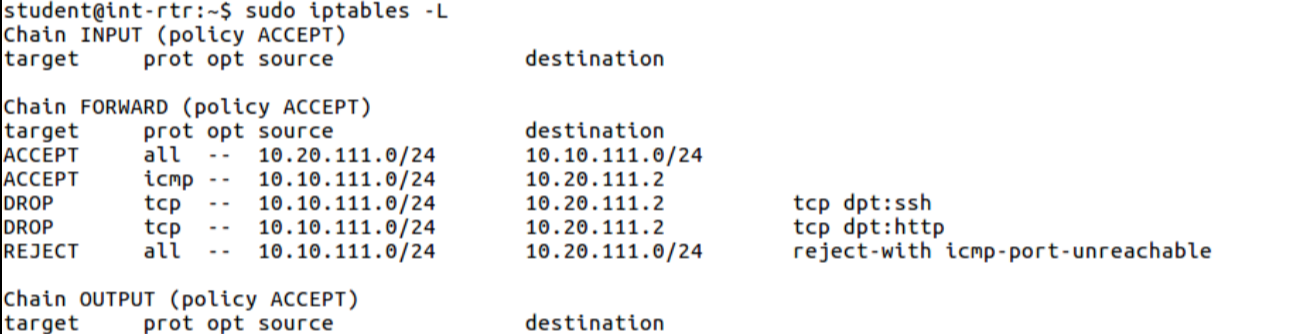 student@int-rtr:~$ sudo iptables -L
Chain INPUT (policy ACCEPT)
target     prot opt source               destination

Chain FORWARD (policy ACCEPT)
target     prot opt source               destination
ACCEPT     all  --  10.20.111.0/24       10.10.111.0/24
ACCEPT     icmp --  10.10.111.0/24       10.20.111.2
DROP       tcp  --  10.10.111.0/24       10.20.111.2          tcp dpt:ssh
DROP       tcp  --  10.10.111.0/24       10.20.111.2          tcp dpt:http
REJECT     all  --  10.10.111.0/24       10.20.111.0/24       reject-with icmp-port-unreachable

Chain OUTPUT (policy ACCEPT)
target     prot opt source               destination